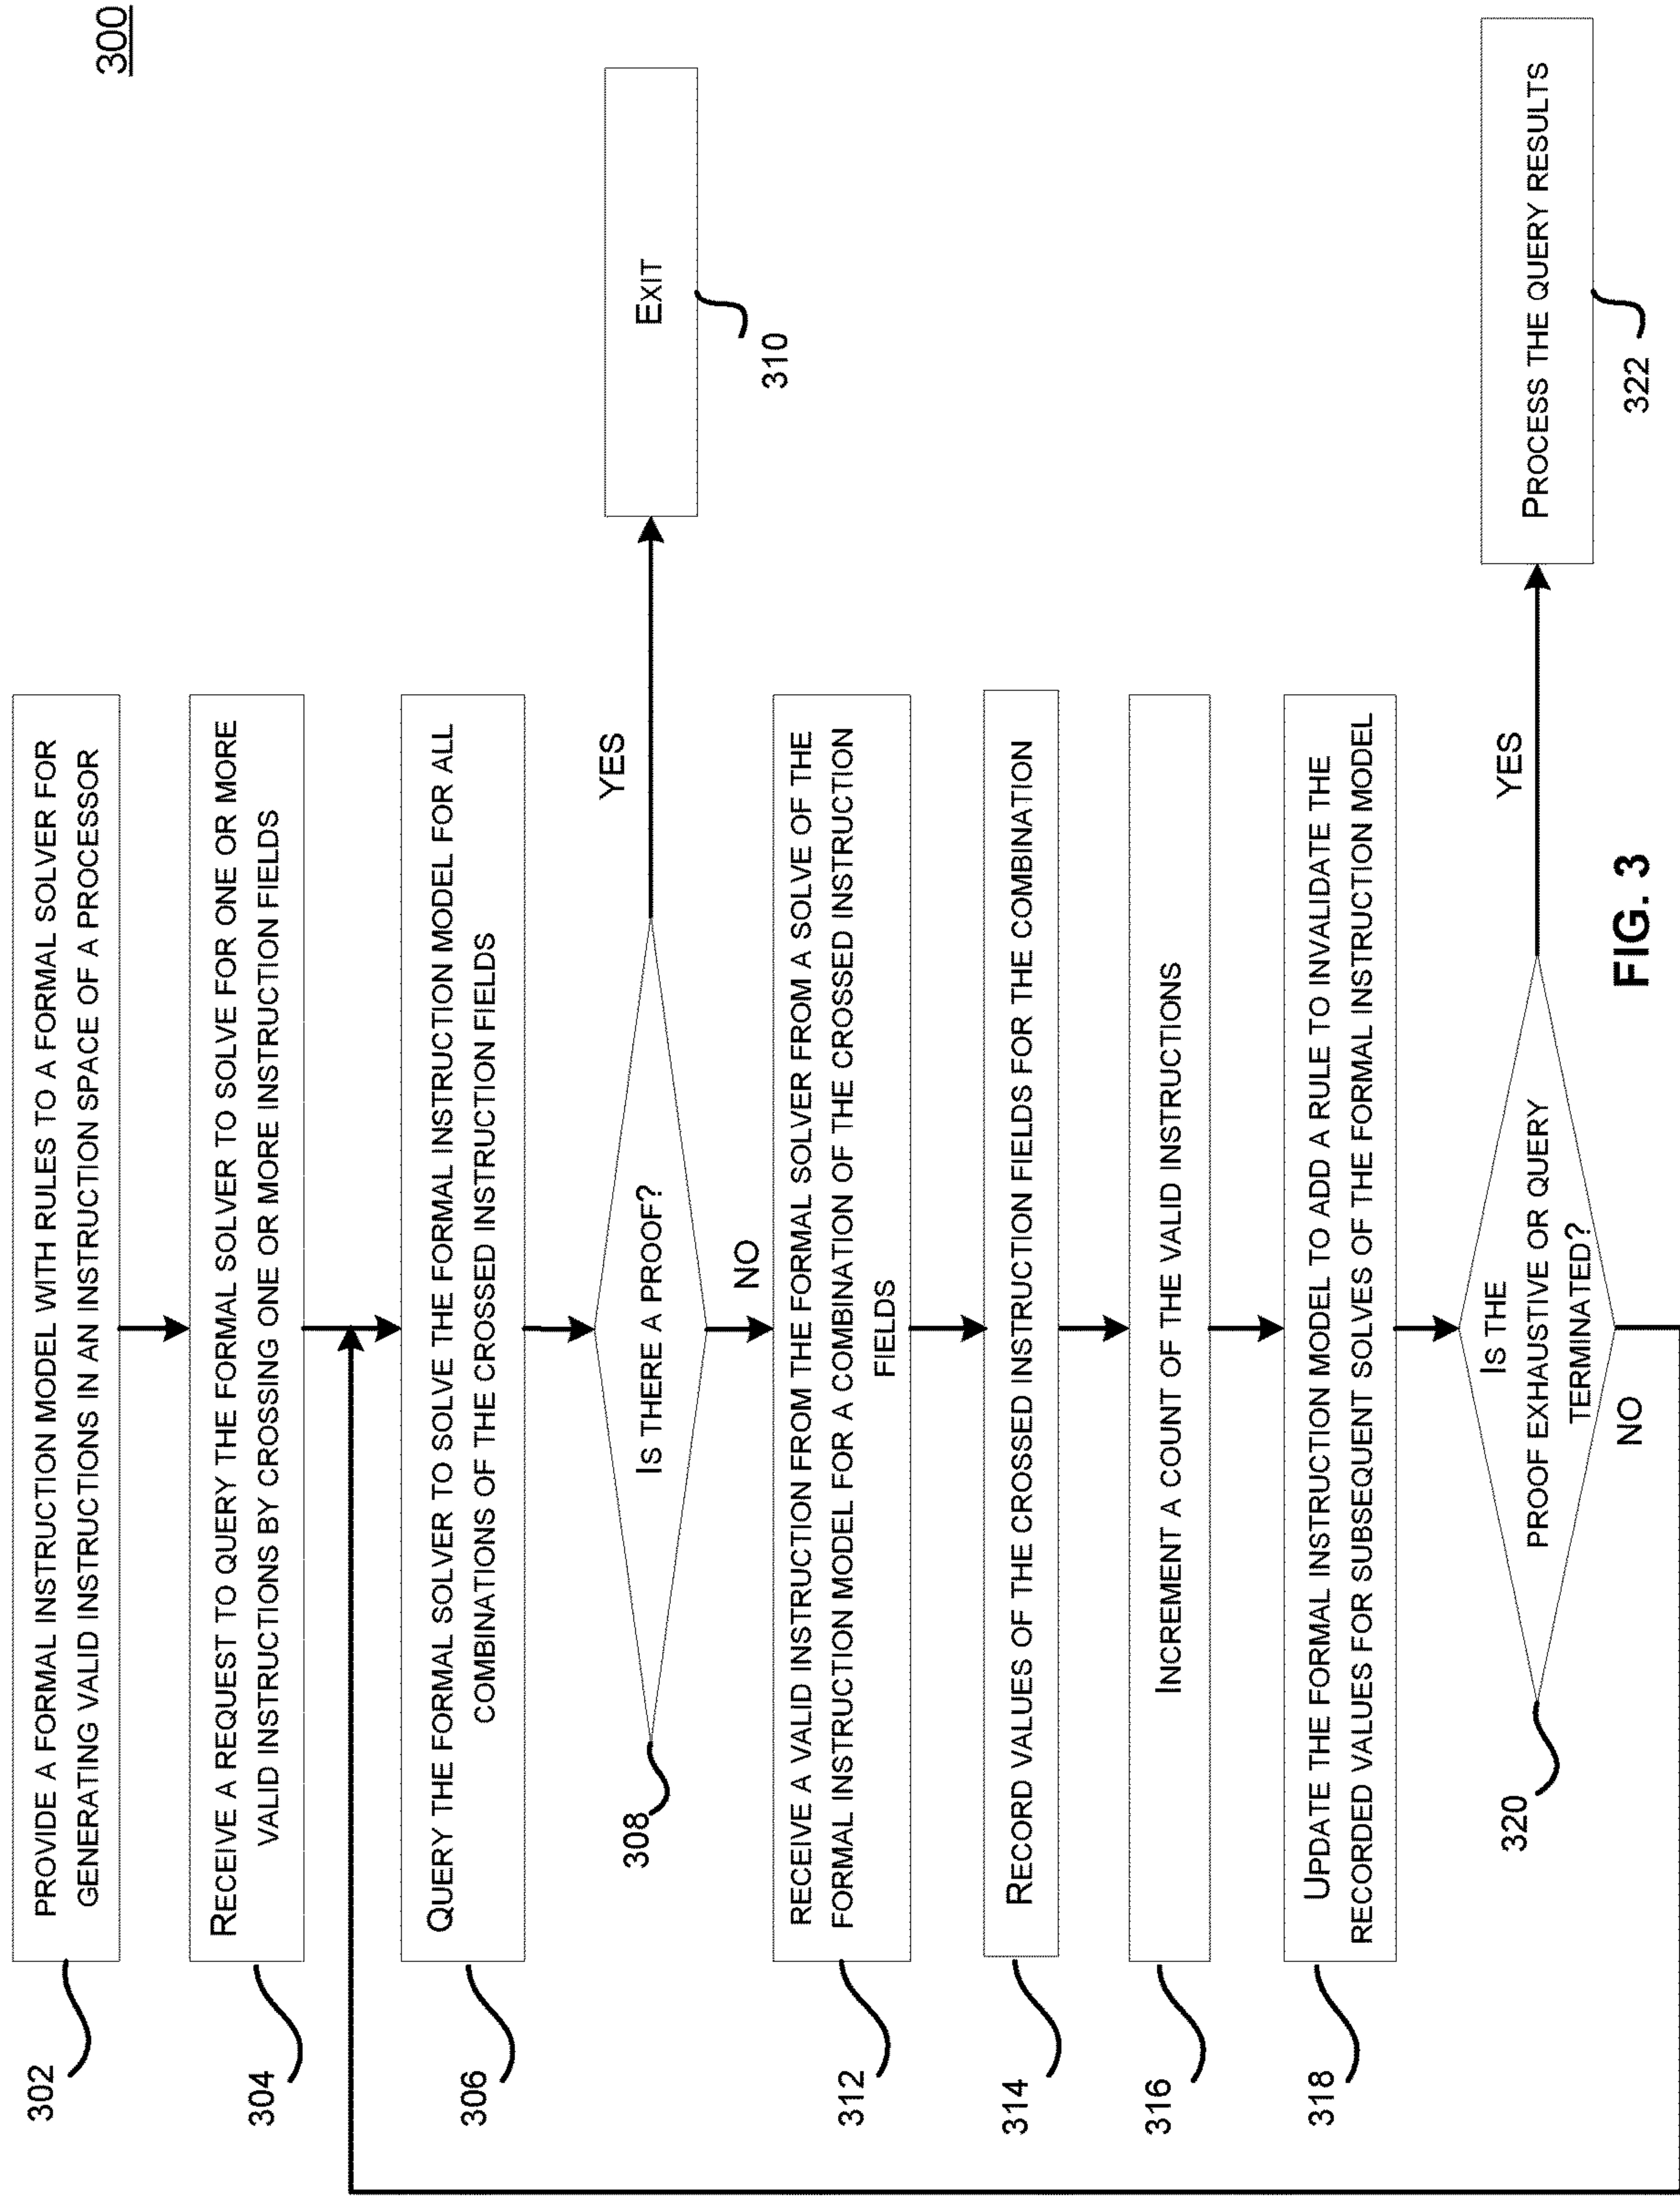 300
302
PROVIDE A FORMAL INSTRUCTION MODEL WITH RULES TO A FORMAL SOLVER FOR
GENERATING VALID INSTRUCTIONS IN AN INSTRUCTION SPACE OF A PROCESSOR
304
RECEIVE A REQUEST TO QUERY THE FORMAL SOLVER TO SOLVE FOR ONE OR MORE
VALID INSTRUCTIONS BY CROSSING ONE OR MORE INSTRUCTION FIELDS
306
QUERY THE FORMAL SOLVER TO SOLVE THE FORMAL INSTRUCTION MODEL FOR ALL
COMBINATIONS OF THE CROSSED INSTRUCTION FIELDS
308
IS THERE A PROOF?
YES
EXIT
310
NO
312
RECEIVE A VALID INSTRUCTION FROM THE FORMAL SOLVER FROM A SOLVE OF THE
FORMAL INSTRUCTION MODEL FOR A COMBINATION OF THE CROSSED INSTRUCTION
FIELDS
314
RECORD VALUES OF THE CROSSED INSTRUCTION FIELDS FOR THE COMBINATION
316
INCREMENT A COUNT OF THE VALID INSTRUCTIONS
318
UPDATE THE FORMAL INSTRUCTION MODEL TO ADD A RULE TO INVALIDATE THE
RECORDED VALUES FOR SUBSEQUENT SOLVES OF THE FORMAL INSTRUCTION MODEL
320
IS THE
PROOF EXHAUSTIVE OR QUERY
TERMINATED?
YES
PROCESS THE QUERY RESULTS
322
NO
FIG. 3